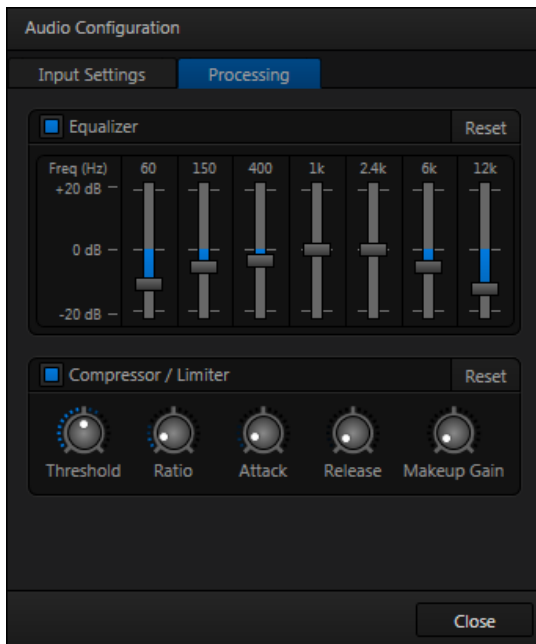 Audio Configuration
Input Settings Processing
Equalizer Reset
Freq (Hz) 60 150 400 1k 2.4k 6k 12k
+20 dB
0 dB
-20 dB
Compressor / Limiter Reset
Threshold Ratio Attack Release Makeup Gain
Close